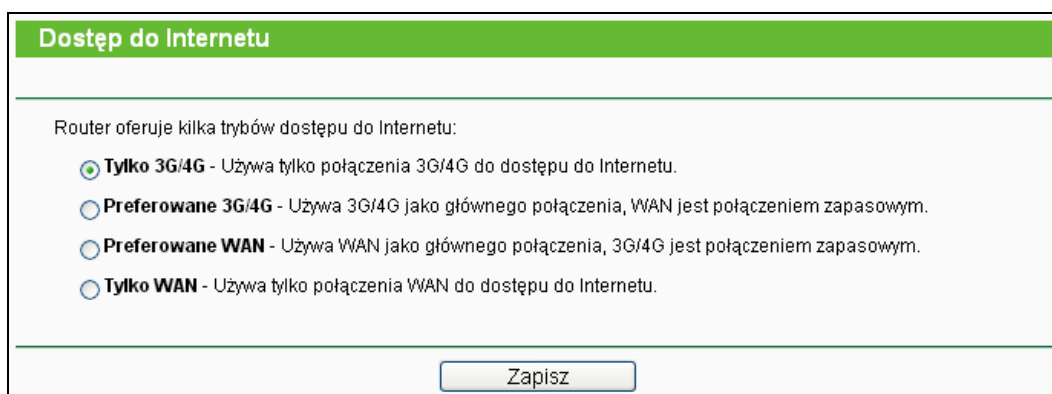 Dostęp do Internetu
Router oferuje kilka trybów dostępu do Internetu:
Tylko 3G/4G - Używa tylko połączenia 3G/4G do dostępu do Internetu.
Preferowane 3G/4G - Używa 3G/4G jako głównego połączenia, WAN jest połączeniem zapasowym.
Preferowane WAN - Używa WAN jako głównego połączenia, 3G/4G jest połączeniem zapasowym.
Tylko WAN - Używa tylko połączenia WAN do dostępu do Internetu.
Zapisz